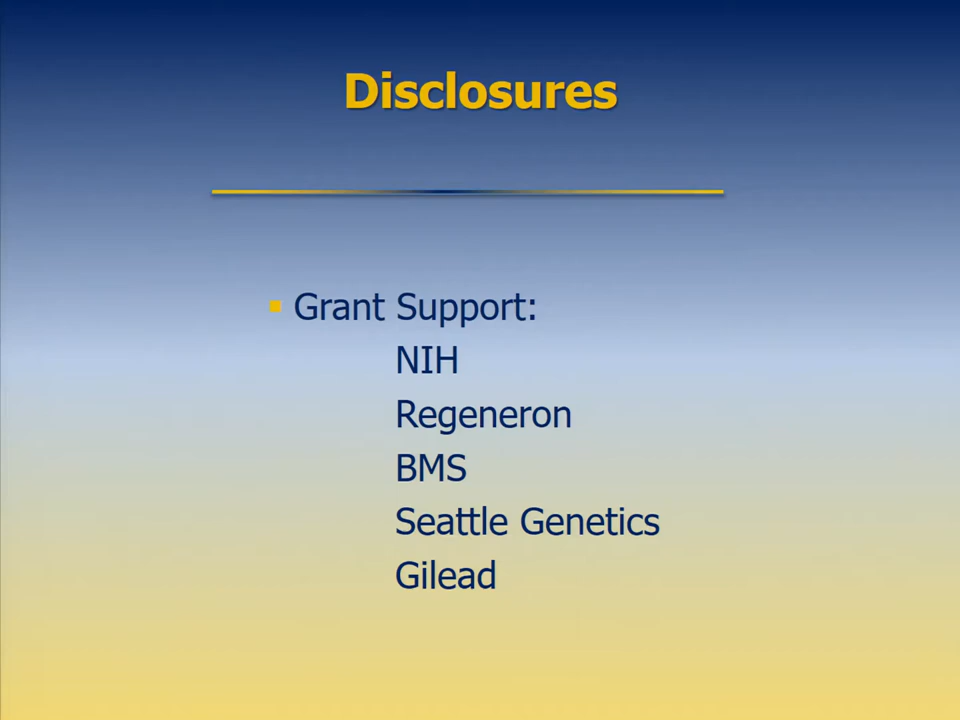 Disclosures
Grant Support:
NIH
Regeneron
BMS
Seattle Genetics
Gilead